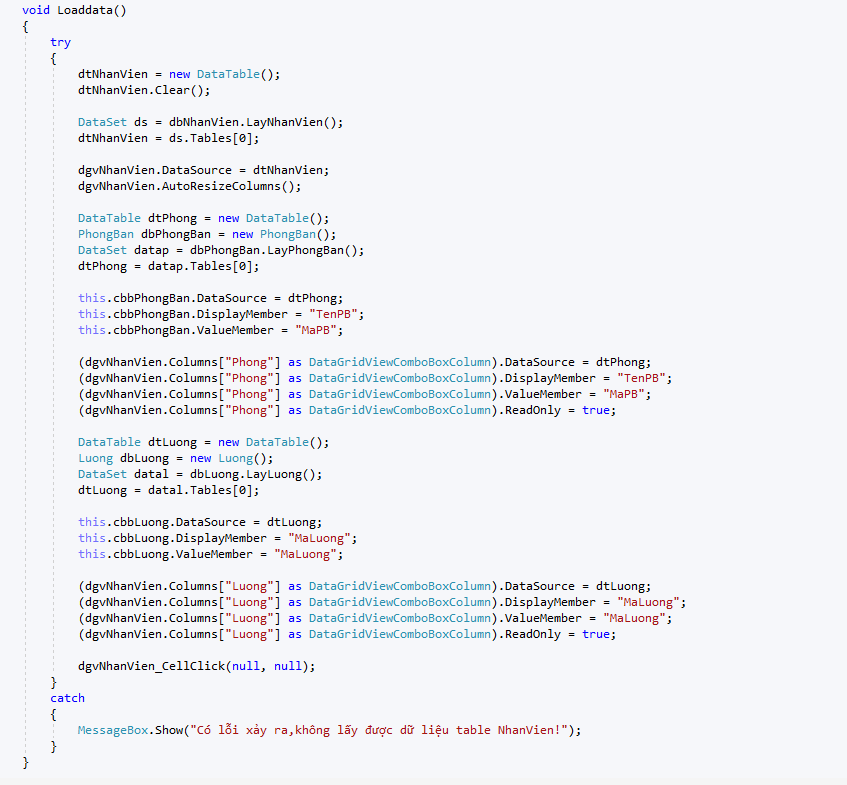 void Loaddata()
{
try
{
dtNhanVien = new DataTable();
dtNhanVien.Clear();
DataSet ds = dbNhanVien.LayNhanVien();
dtNhanVien = ds.Tables[0];
dgvNhanVien.DataSource = dtNhanVien;
dgvNhanVien.AutoResizeColumns();
DataTable dtPhong = new DataTable();
PhongBan dbPhongBan = new PhongBan();
DataSet datap = dbPhongBan.LayPhongBan();
dtPhong = datap.Tables[0];
this.cbbPhongBan.DataSource = dtPhong;
this.cbbPhongBan.DisplayMember = "TenPB";
this.cbbPhongBan.ValueMember = "MaPB";
(dgvNhanVien.Columns["Phong"] as DataGridViewComboBoxColumn).DataSource = dtPhong;
(dgvNhanVien.Columns["Phong"] as DataGridViewComboBoxColumn).DisplayMember = "TenPB";
(dgvNhanVien.Columns["Phong"] as DataGridViewComboBoxColumn).ValueMember = "MaPB";
(dgvNhanVien.Columns["Phong"] as DataGridViewComboBoxColumn).ReadOnly = true;
DataTable dtLuong = new DataTable();
Luong dbLuong = new Luong();
DataSet datal = dbLuong.LayLuong();
dtLuong = datal.Tables[0];
this.cbbLuong.DataSource = dtLuong;
this.cbbLuong.DisplayMember = "MaLuong";
this.cbbLuong.ValueMember = "MaLuong";
(dgvNhanVien.Columns["Luong"] as DataGridViewComboBoxColumn).DataSource = dtLuong;
(dgvNhanVien.Columns["Luong"] as DataGridViewComboBoxColumn).DisplayMember = "MaLuong";
(dgvNhanVien.Columns["Luong"] as DataGridViewComboBoxColumn).ValueMember = "MaLuong";
(dgvNhanVien.Columns["Luong"] as DataGridViewComboBoxColumn).ReadOnly = true;
dgvNhanVien_CellClick(null, null);
}
catch
{
MessageBox.Show("Có lỗi xảy ra,không lấy được dữ liệu table NhanVien!");
}
}